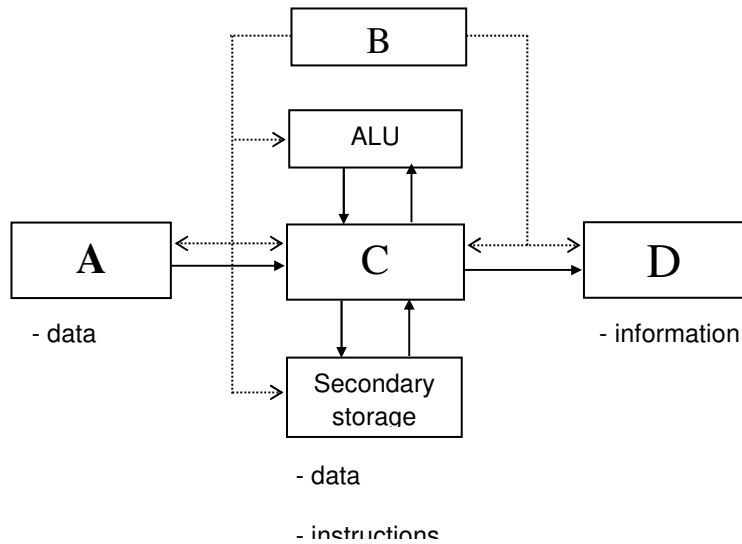 B
ALU
A
C
D
- data
- information
Secondary
storage
- data
- instructions